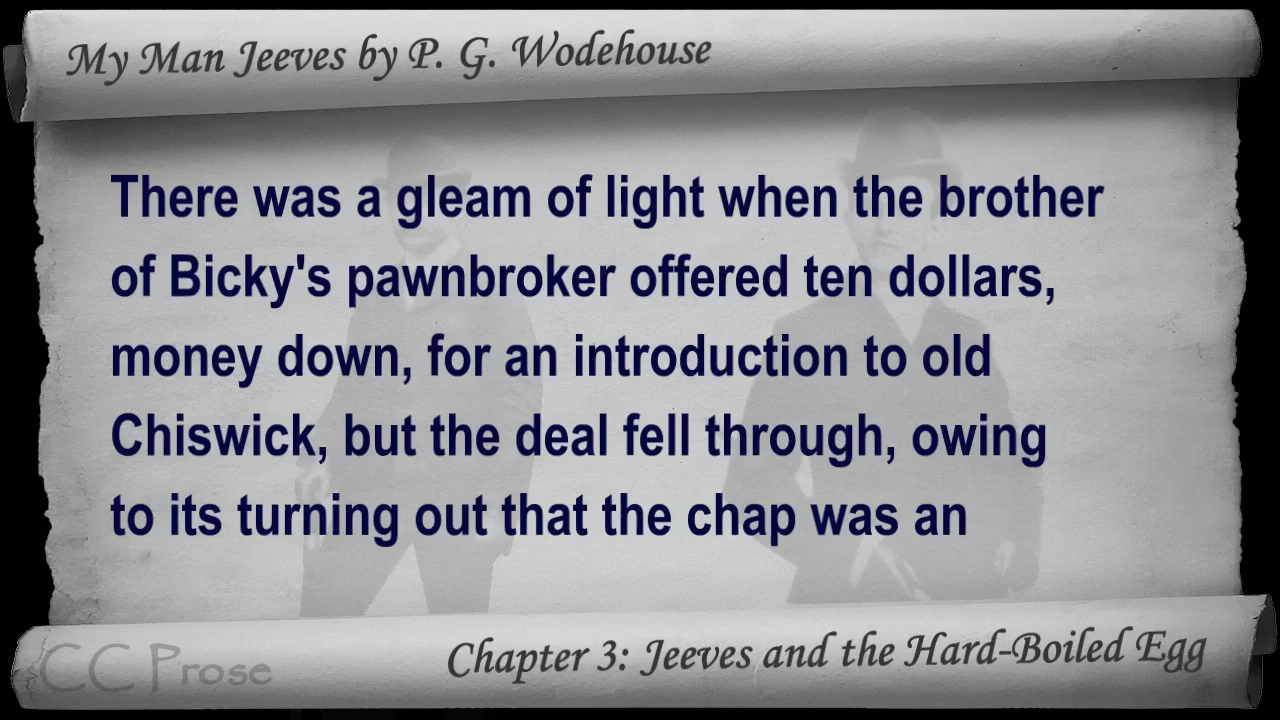 My Man Jeeves by P. G. Wodehouse
There was a gleam of light when the brother
of Bicky's pawnbroker offered ten dollars,
money down, for an introduction to old
Chiswick, but the deal fell through, owing
to its turning out that the chap was an
CC Prose
Chapter 3: Jeeves and the Hard-Boiled Egg